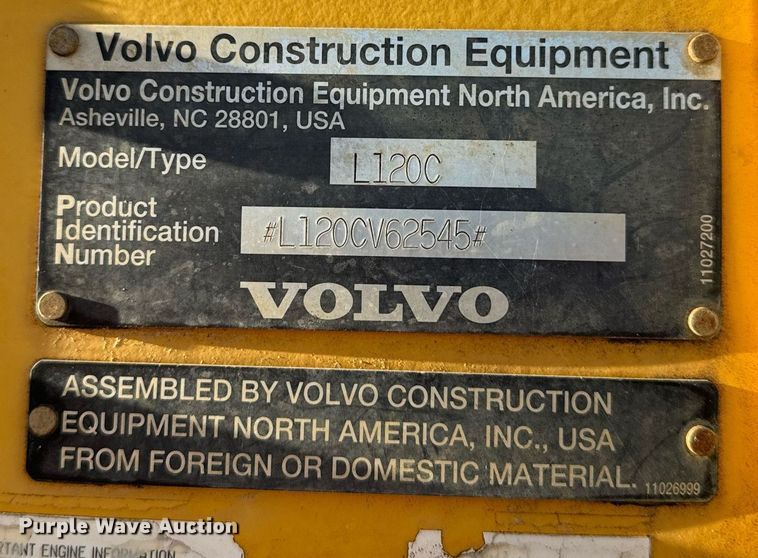 Volvo Construction Equipment
Volvo Construction Equipment North America, Inc.
Asheville, NC 28801, USA
Model/Type L120C
Product
Identification
Number
#L120CV62545#
11027200
VOLVO
ASSEMBLED BY VOLVO CONSTRUCTION
EQUIPMENT NORTH AMERICA, INC., USA
FROM FOREIGN OR DOMESTIC MATERIAL.
11026999
Purple Wave Auction
ENGINE